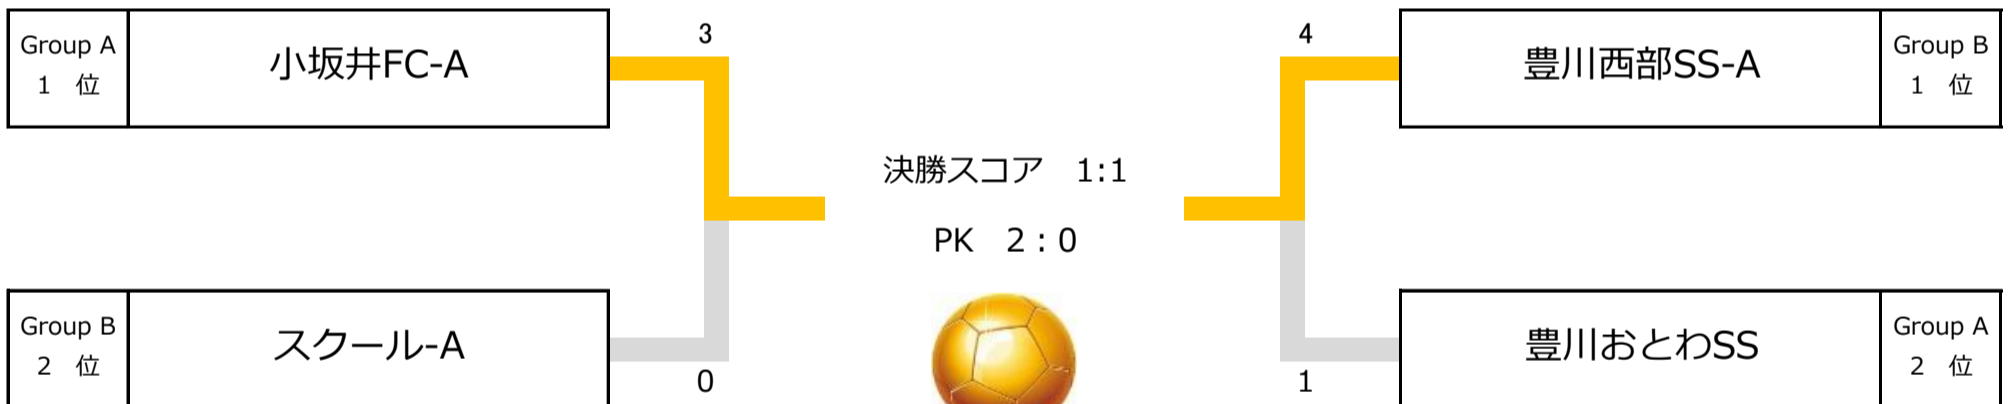 Group A
1 位
小坂井FC-A
3
4
豊川西部SS-A
Group B
1 位
決勝スコア 1:1
PK 2:0
Group B
2 位
スクール-A
0
1
豊川おとわSS
Group A
2 位